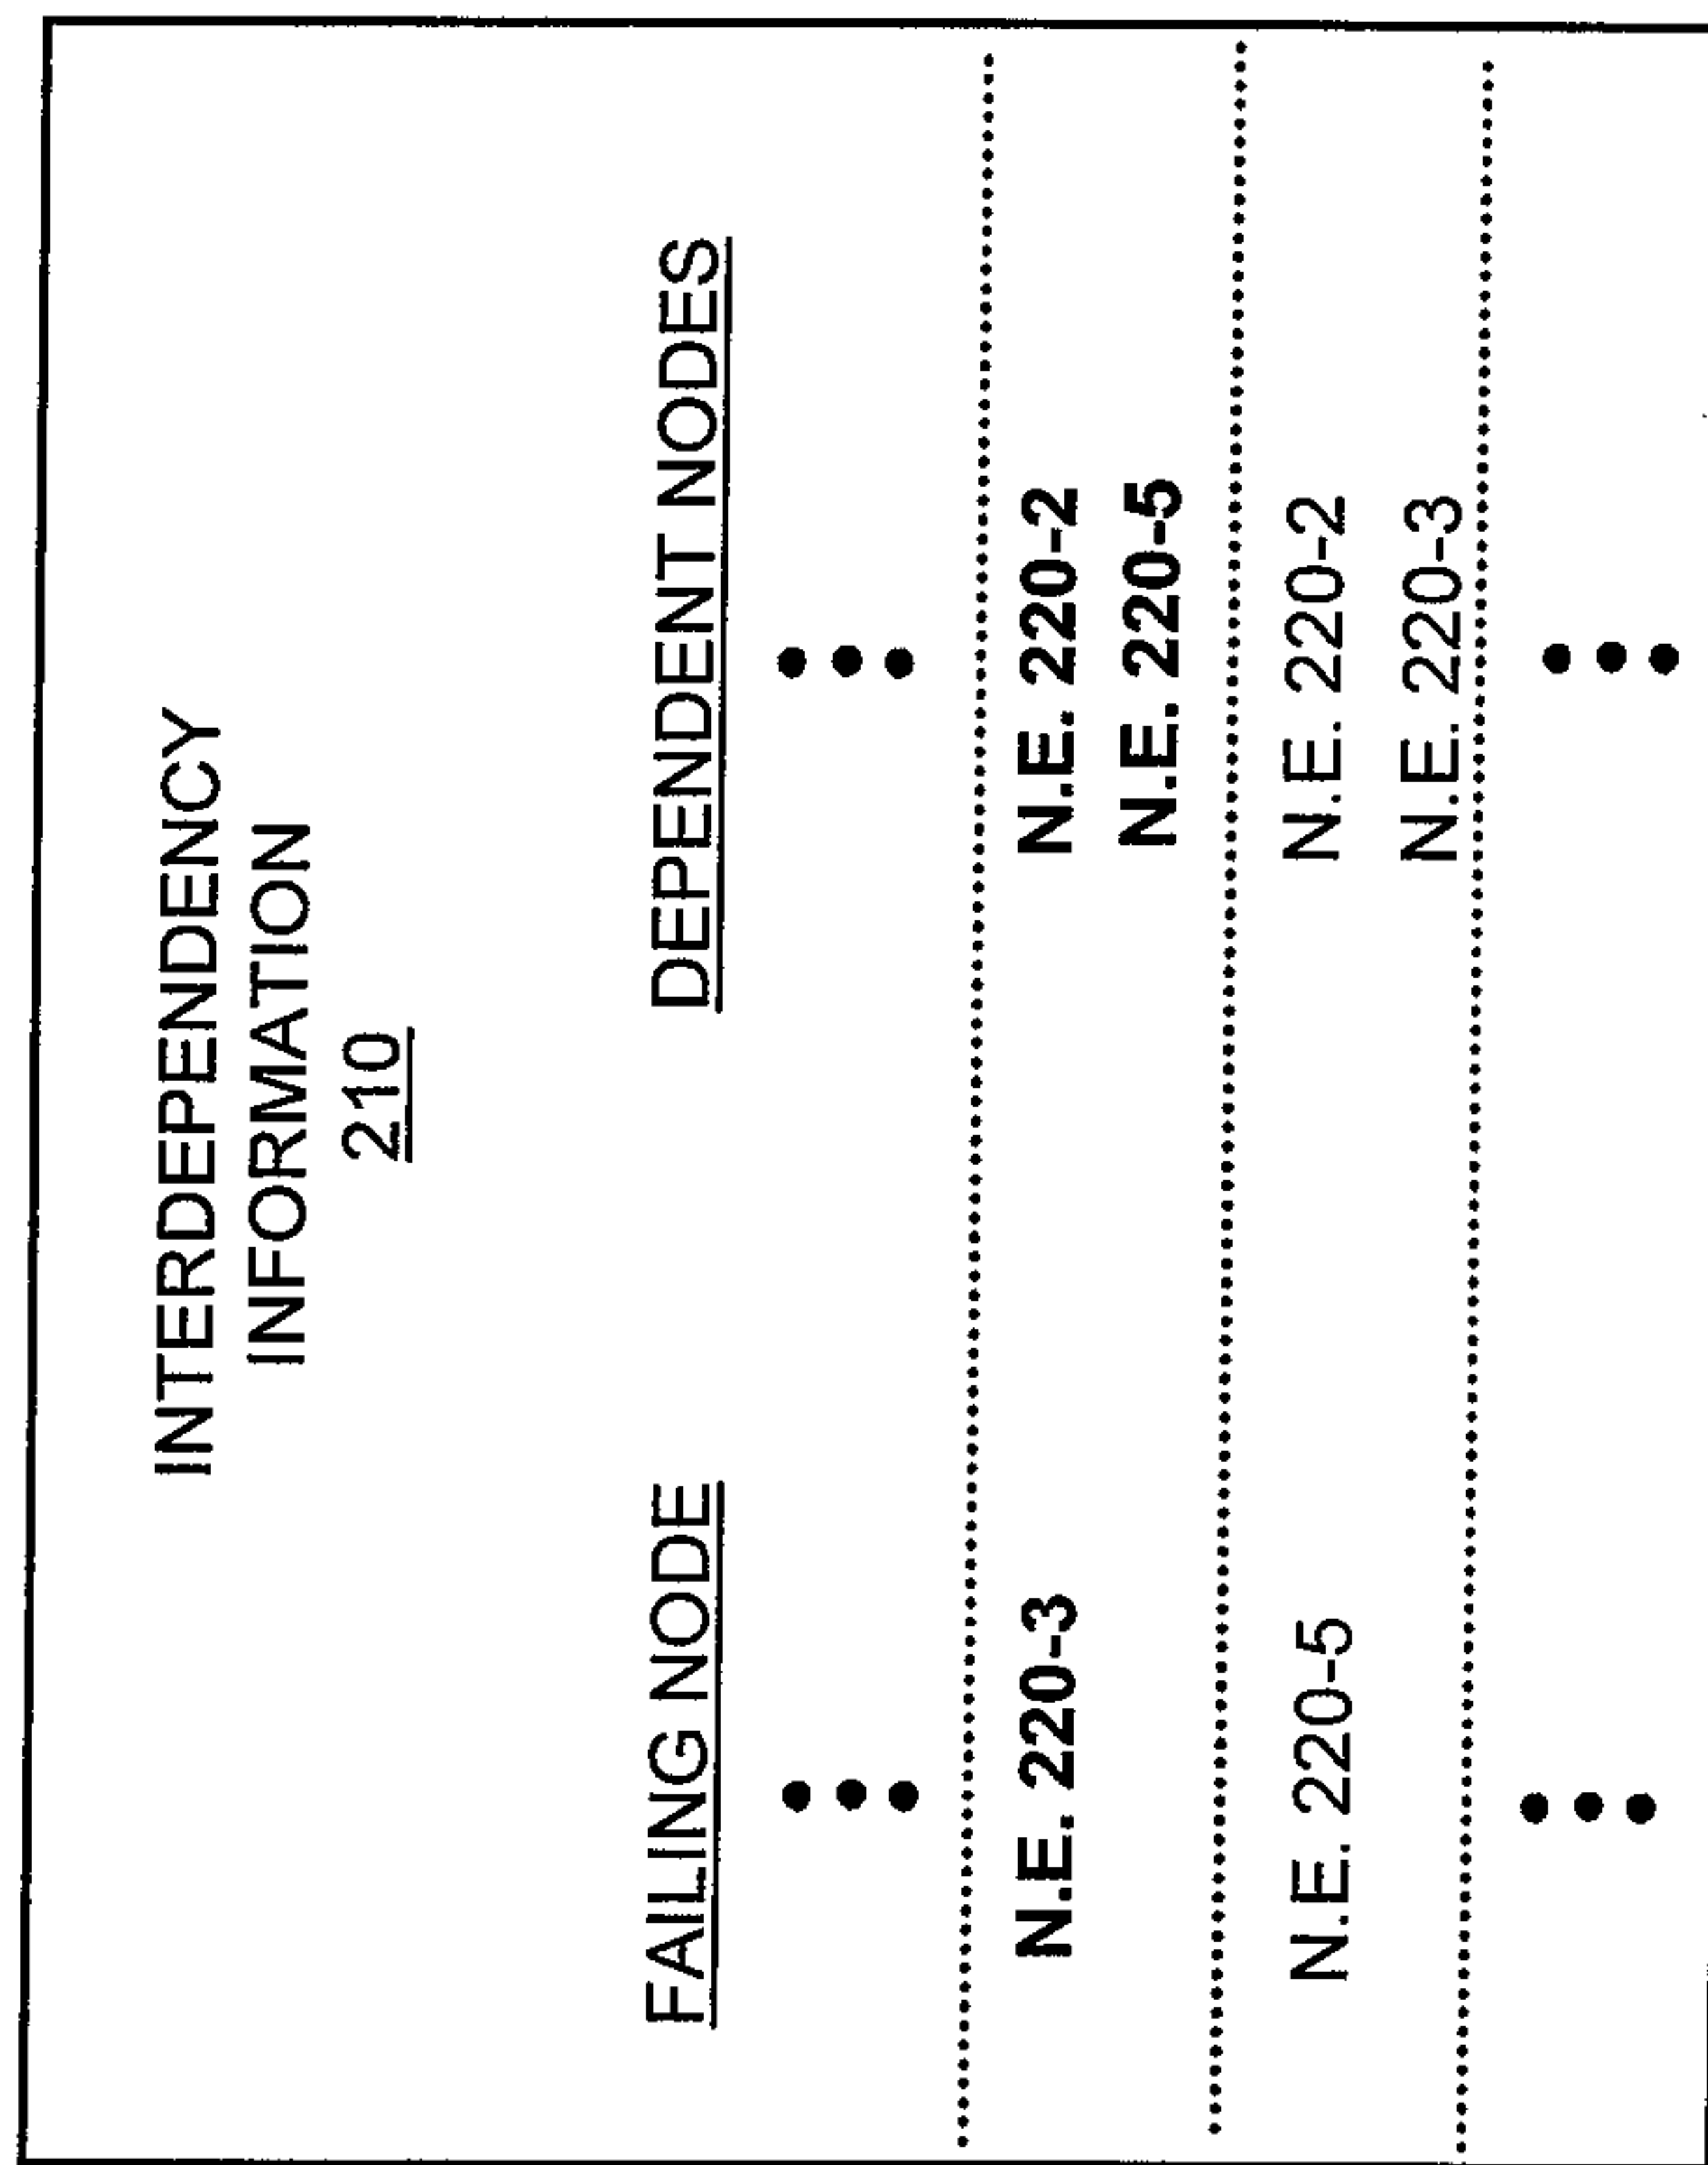 INTERDEPENDENCY
INFORMATION
210
FAILING NODE DEPENDENT NODES
N.E. 220-3 N.E. 220-2
N.E. 220-5
N.E. 220-5 N.E. 220-2
N.E. 220-3